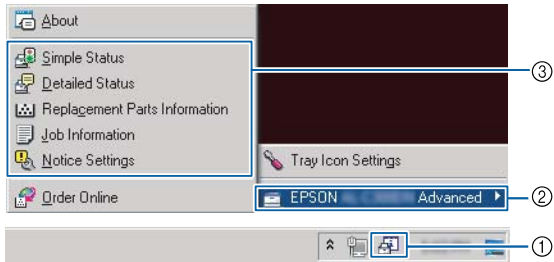 About
Simple Status
Detailed Status
Replacement Parts Information
Job Information
Notice Settings
Order Online
Tray Icon Settings
EPSON Advanced
③
②
①